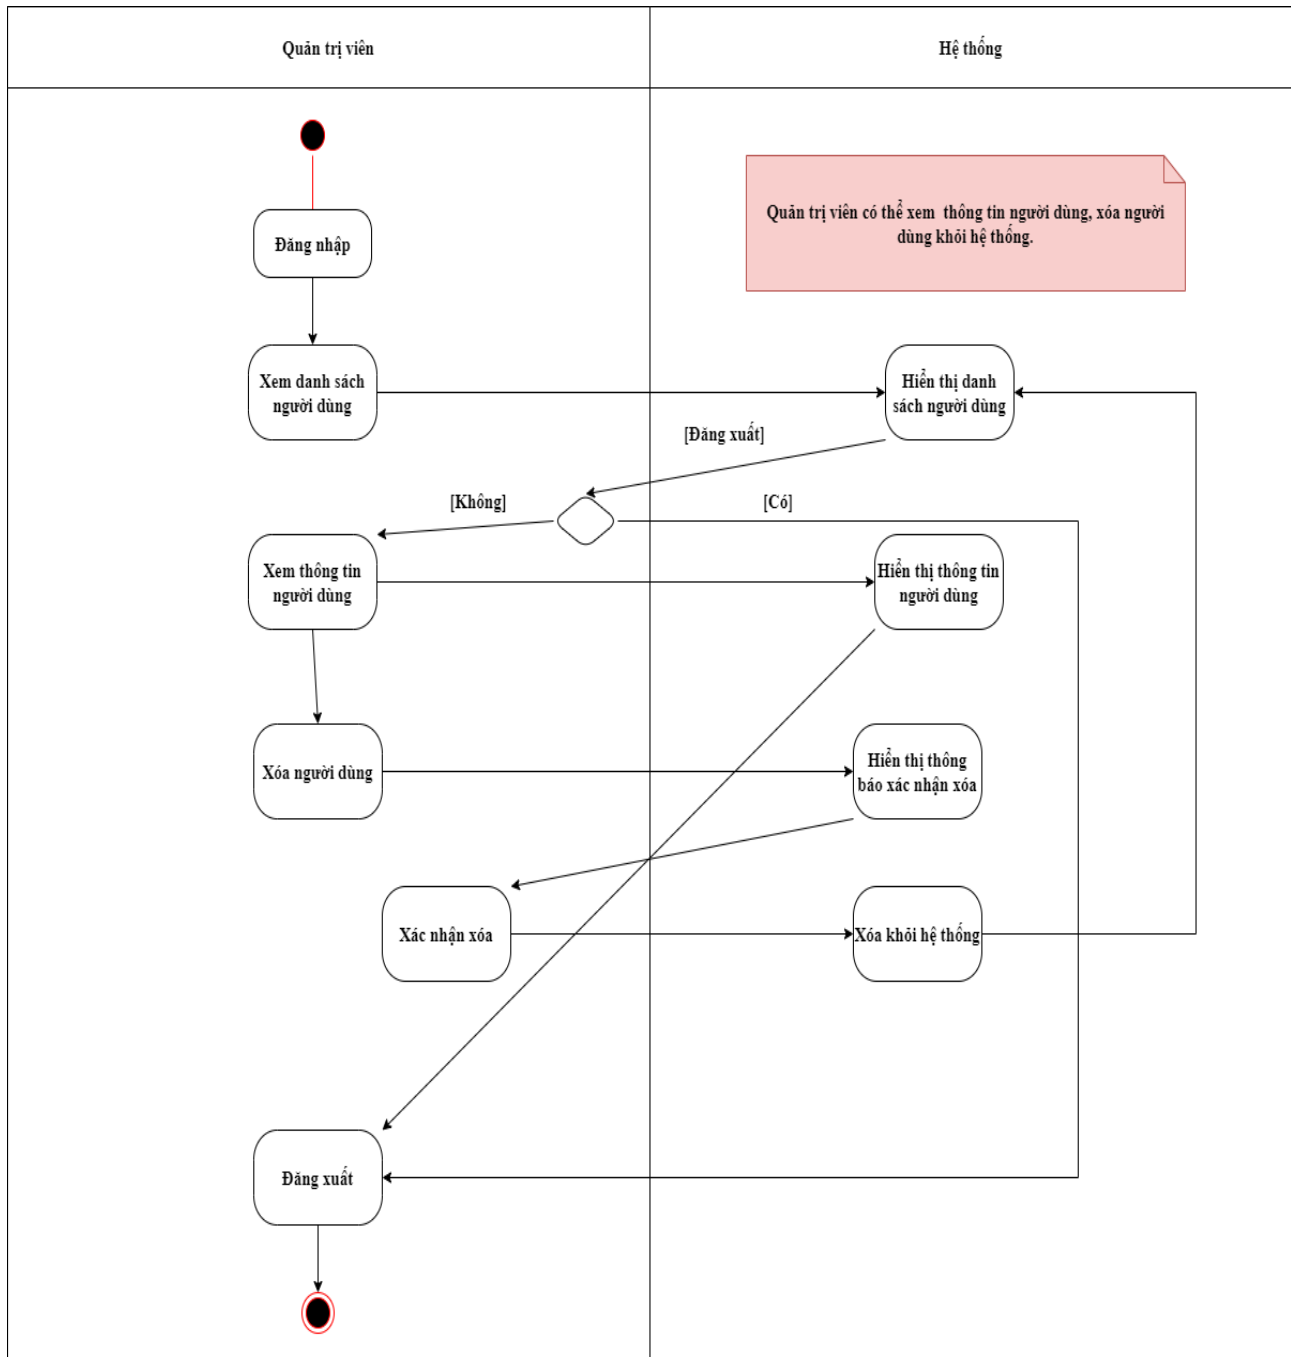 Quản trị viên
Hệ thống
Quản trị viên có thể xem thông tin người dùng, xóa người
dùng khỏi hệ thống.
Đăng nhập
Xem danh sách
người dùng
Hiển thị danh
sách người dùng
[Đăng xuất]
[Không]
[Có]
Xem thông tin
người dùng
Hiển thị thông tin
người dùng
Xóa người dùng
Hiển thị thông
báo xác nhận xóa
Xác nhận xóa
Xóa khỏi hệ thống
Đăng xuất